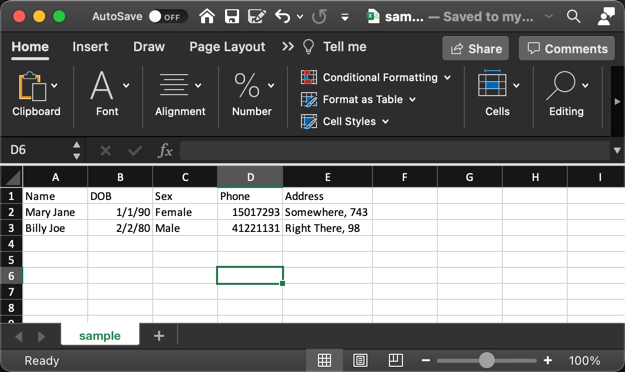 AutoSave OFF sam... — Saved to my...
Home Insert Draw Page Layout Tell me Share Comments
Clipboard Font Alignment Number Conditional Formatting Format as Table Cell Styles Cells Editing
D6 fx
A B C D E F G H I
1 Name DOB Sex Phone Address
2 Mary Jane 1/1/90 Female 15017293 Somewhere, 743
3 Billy Joe 2/2/80 Male 41221131 Right There, 98
4
5
6
7
8
sample +
Ready 100%